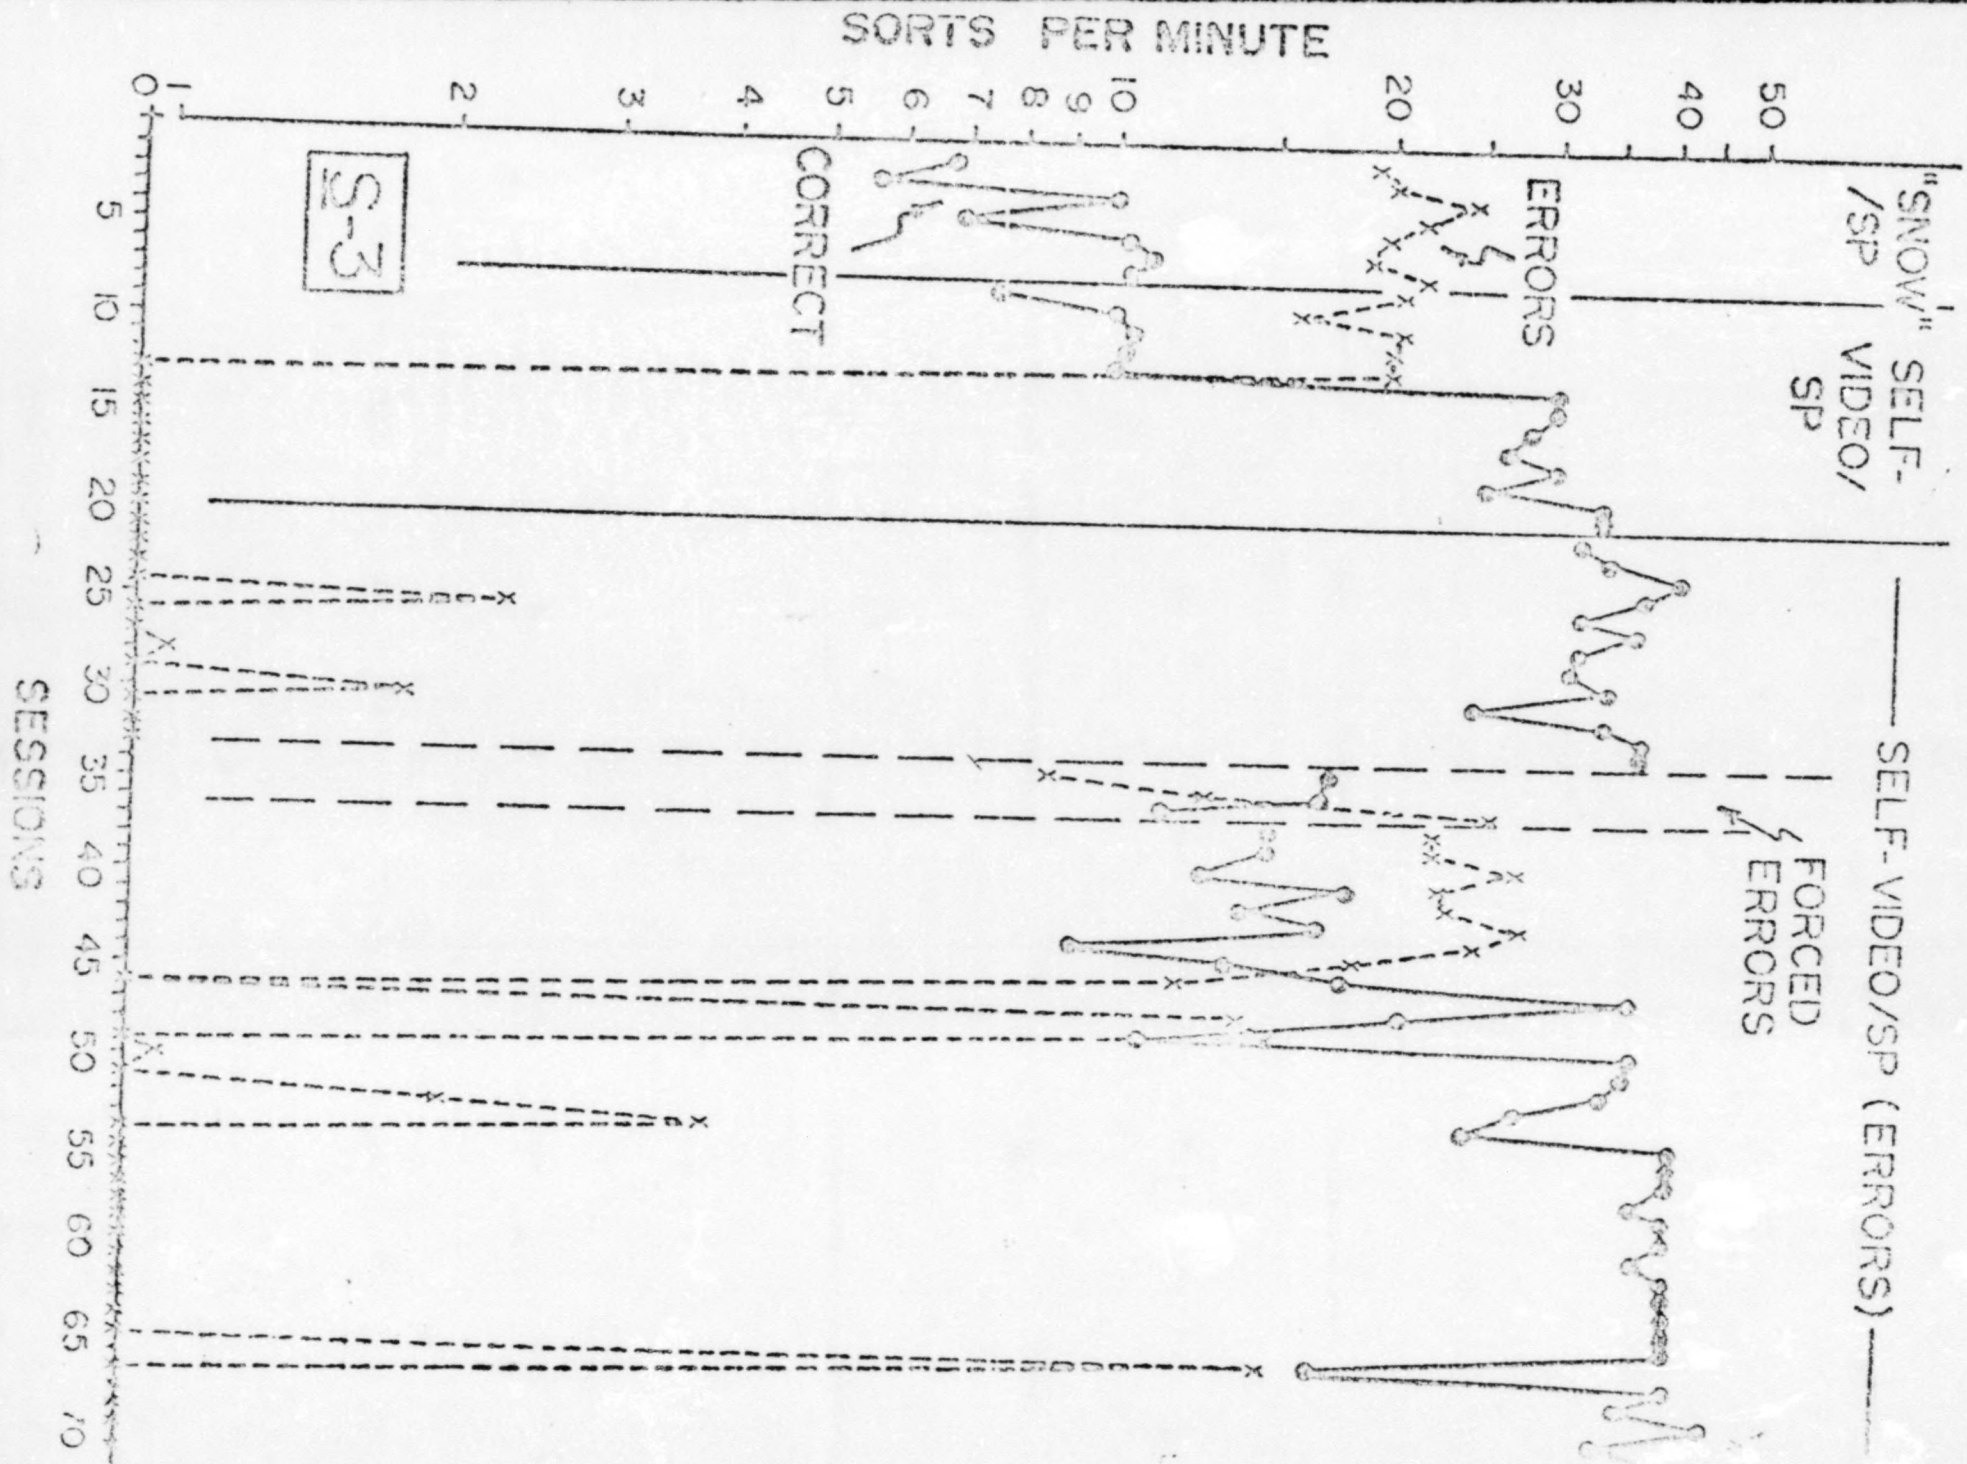 SORTS PER MINUTE
50
40
30
20
10
9
8
7
6
5
4
3
2
1
0
"SNOW"
/SP
SELF-
VIDEO/
SP
SELF-VIDEO/SP (ERRORS)
ERRORS
CORRECT
FORCED
ERRORS
S-3
5 10 15 20 25 30 35 40 45 50 55 60 65 70
SESSIONS